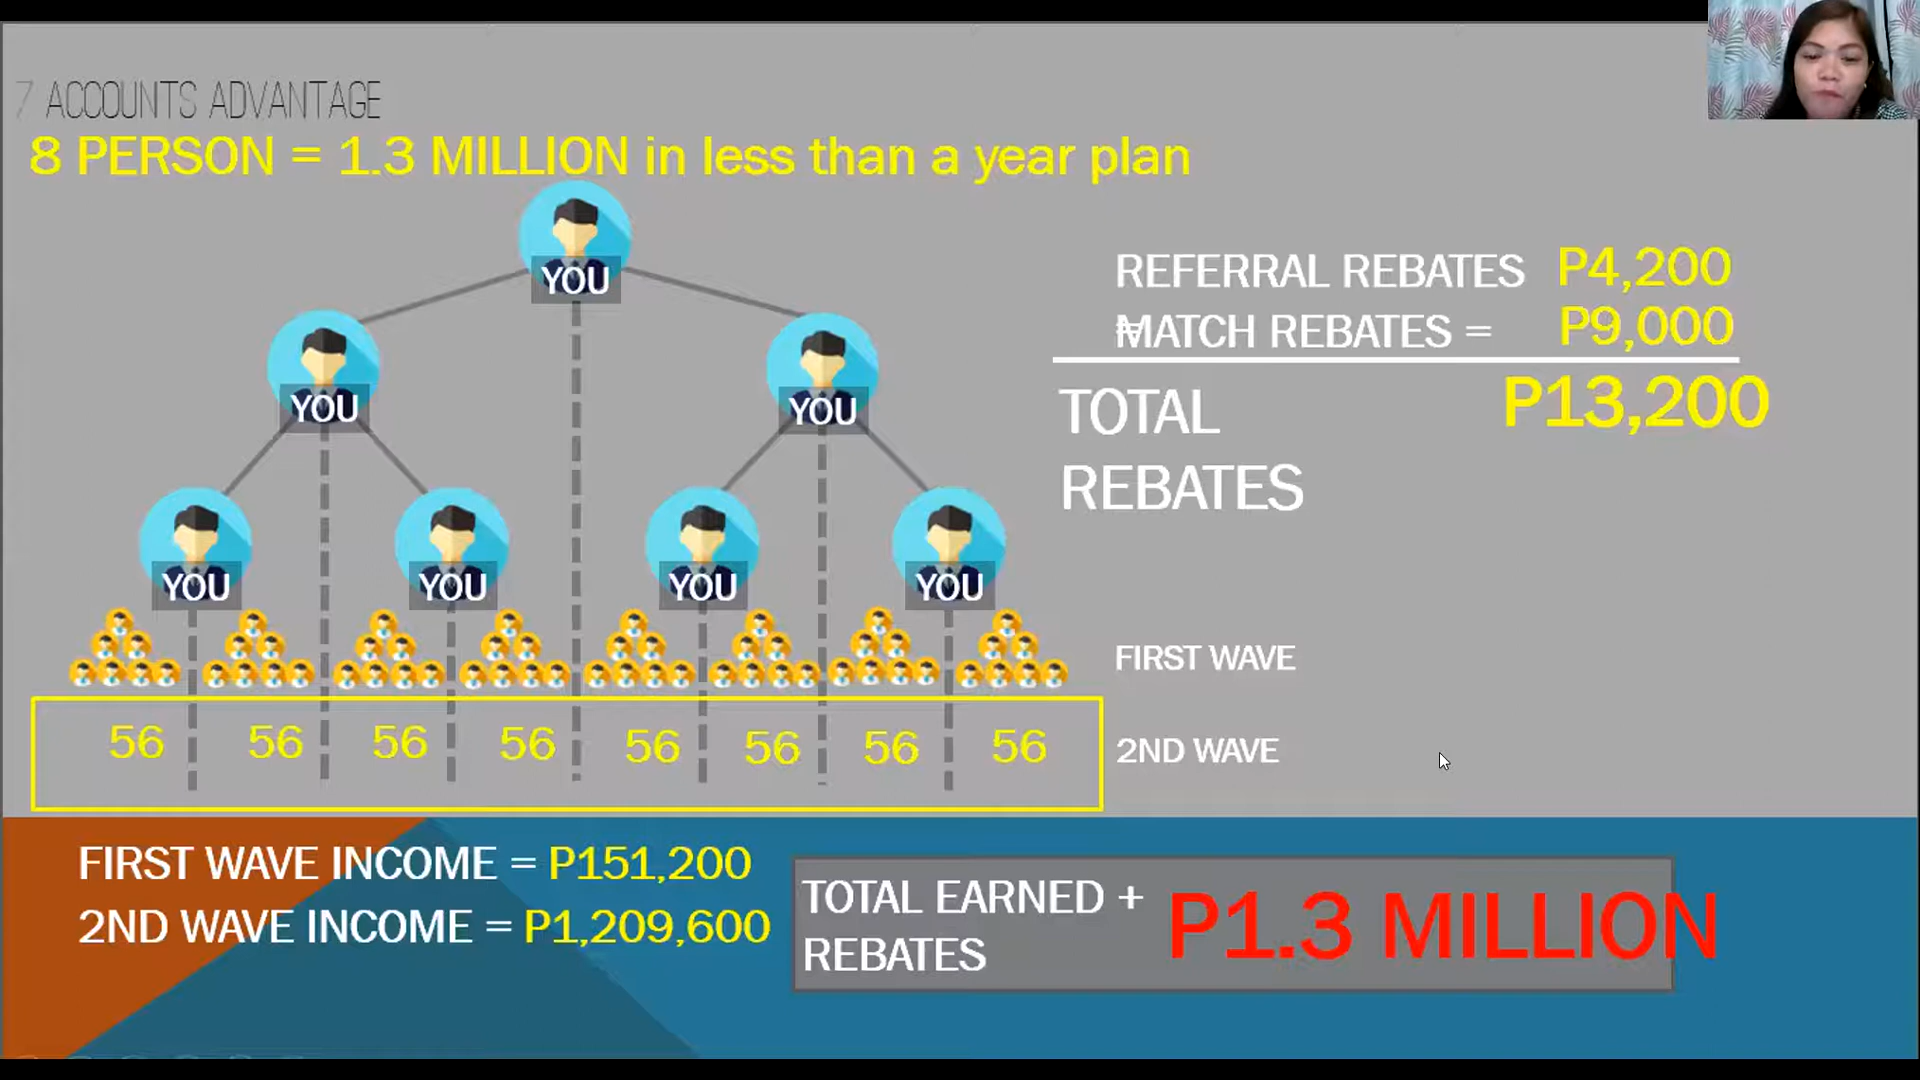 7 ACCOUNTS ADVANTAGE
8 PERSON = 1.3 MILLION in less than a year plan
YOU
YOU
YOU
YOU
YOU
YOU
YOU
REFERRAL REBATES P4,200
MATCH REBATES = P9,000
TOTAL P13,200
REBATES
FIRST WAVE
56 56 56 56 56 56 56 56
2ND WAVE
FIRST WAVE INCOME = P151,200
2ND WAVE INCOME = P1,209,600
TOTAL EARNED +
REBATES
P1.3 MILLION